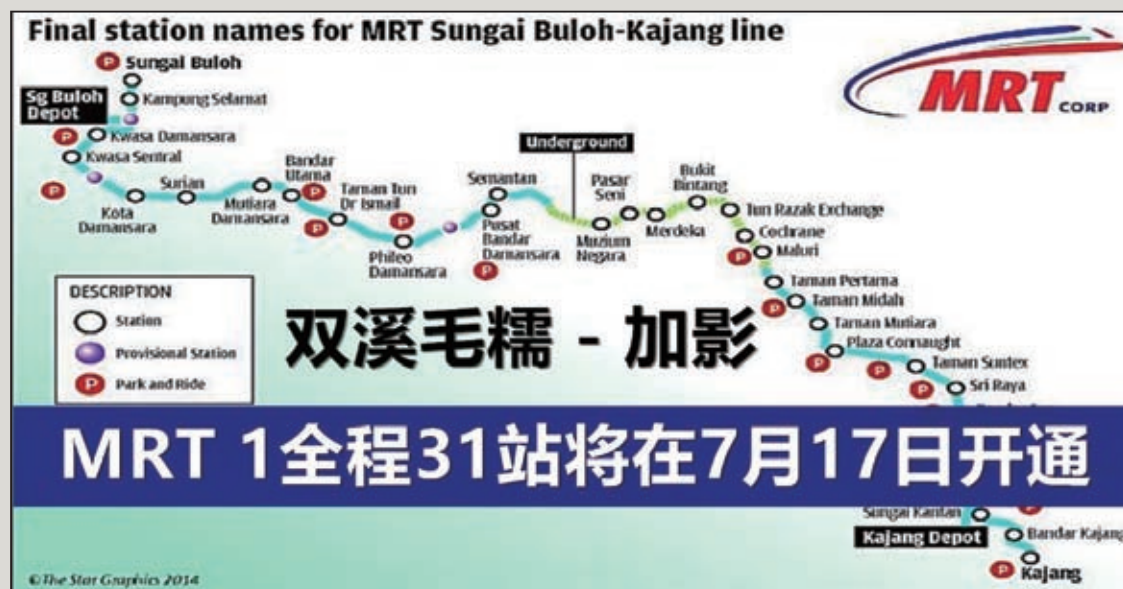 Final station names for MRT Sungai Buloh-Kajang line
MRT CORP
Sungai Buloh
Sg Buloh
Depot
Kampung Selamat
Kwasa Damansara
Kwasa Sentral
Kota
Damansara
Surian
Mutiara
Damansara
Bandar
Utama
Taman Tun
Dr Ismail
Phileo
Damansara
Semantan
Pusat
Bandar
Damansara
Underground
Muzium
Negara
Pasar
Seni
Merdeka
Bukit
Bintang
Tun Razak Exchange
Cochrane
Maluri
Taman Pertama
Taman Midah
Taman Mutiara
Plaza Connaught
Taman Suntex
Sri Raya
DESCRIPTION
Station
Provisional Station
P Park and Ride
双溪毛糯 - 加影
MRT 1全程31站将在7月17日开通
Sungai Kantan
Kajang Depot
Bandar Kajang
Kajang
©The Star Graphics 2014